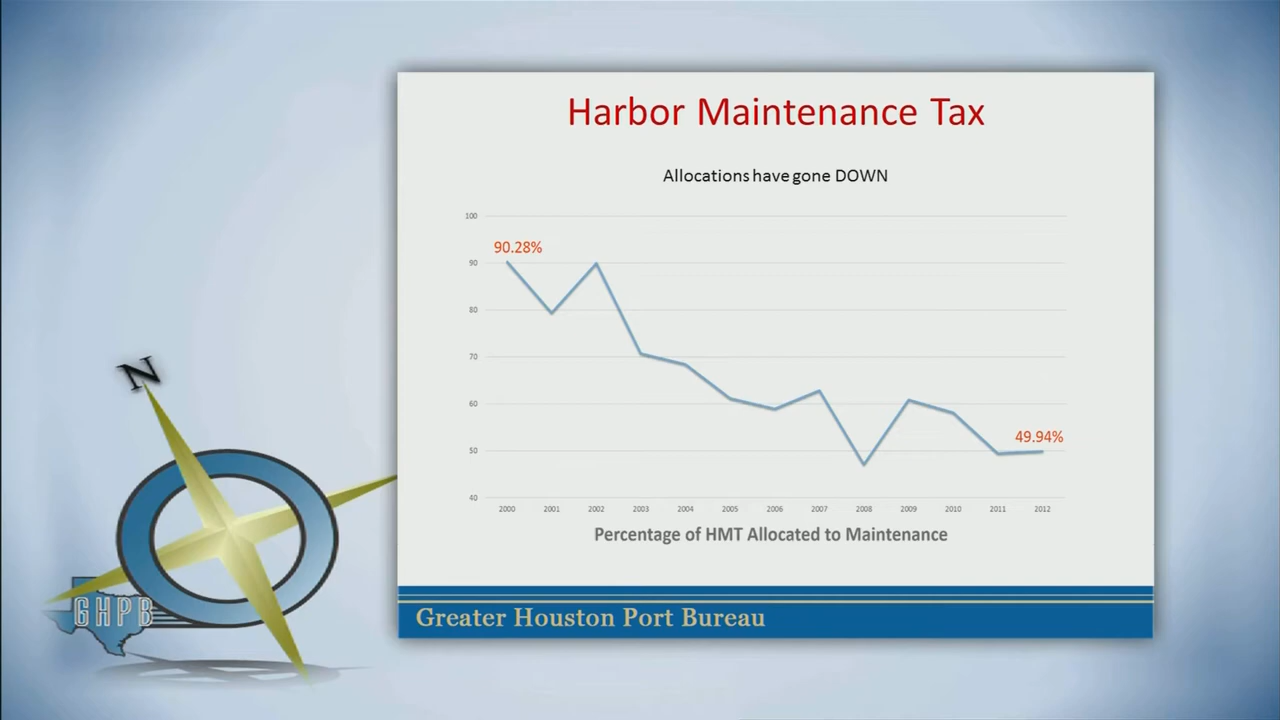 Harbor Maintenance Tax
Allocations have gone DOWN
100
90.28%
90
80
70
60
49.94%
50
40
2000 2001 2002 2003 2004 2005 2006 2007 2008 2009 2010 2011 2012
Percentage of HMT Allocated to Maintenance
N
GHPB
Greater Houston Port Bureau